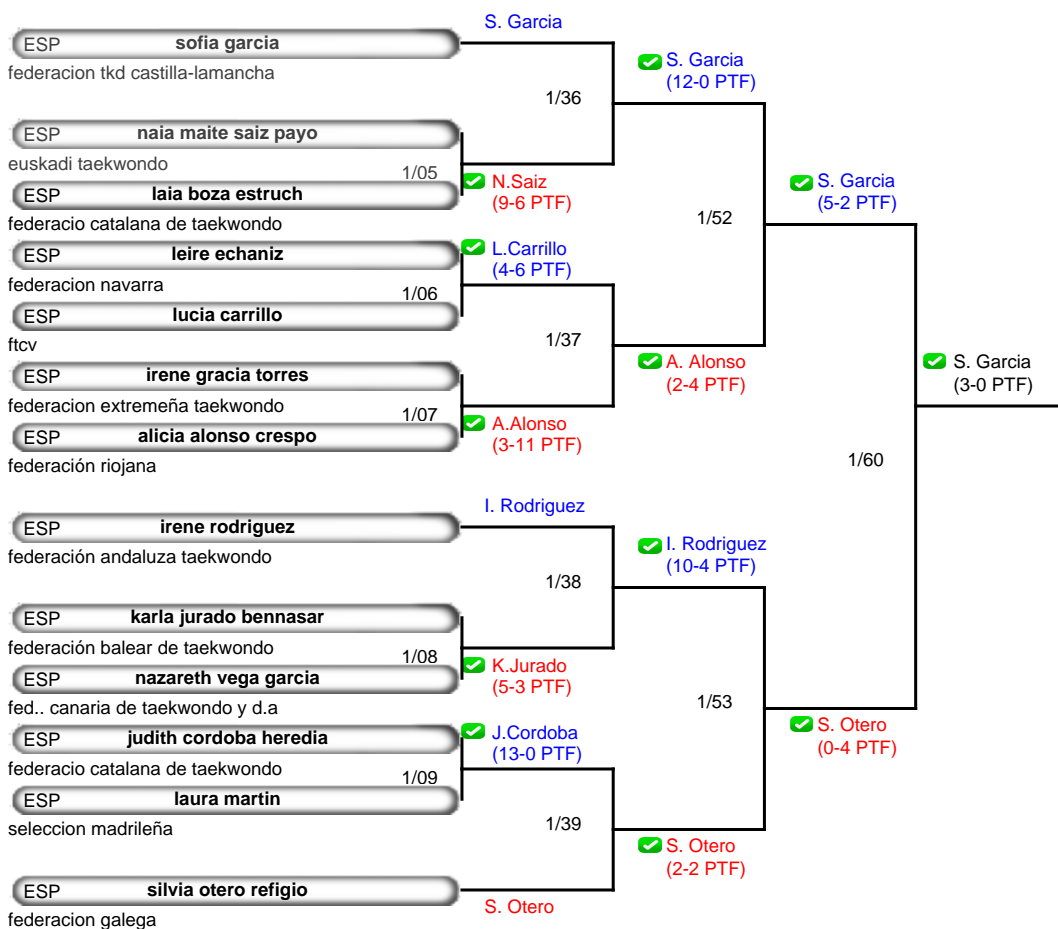 S. Garcia
ESP sofia garcia
federacion tkd castilla-lamancha
S. Garcia
(12-0 PTF)
1/36
ESP naia maite saiz payo
euskadi taekwondo
1/05
N.Saiz
(9-6 PTF)
ESP laia boza estruch
federacio catalana de taekwondo
S. Garcia
(5-2 PTF)
1/52
ESP leire echaniz
federacion navarra
L.Carrillo
(4-6 PTF)
1/06
ESP lucia carrillo
ftcv
1/37
ESP irene gracia torres
federacion extremeña taekwondo
A. Alonso
(2-4 PTF)
1/07
A.Alonso
(3-11 PTF)
ESP alicia alonso crespo
federación riojana
S. Garcia
(3-0 PTF)
1/60
I. Rodriguez
ESP irene rodriguez
federación andaluza taekwondo
I. Rodriguez
(10-4 PTF)
1/38
ESP karla jurado bennasar
federación balear de taekwondo
1/08
K.Jurado
(5-3 PTF)
ESP nazareth vega garcia
fed.. canaria de taekwondo y d.a
1/53
S. Otero
(0-4 PTF)
ESP judith cordoba heredia
federacio catalana de taekwondo
J.Cordoba
(13-0 PTF)
1/09
ESP laura martin
seleccion madrileña
1/39
S. Otero
(2-2 PTF)
ESP silvia otero refigio
federacion galega
S. Otero